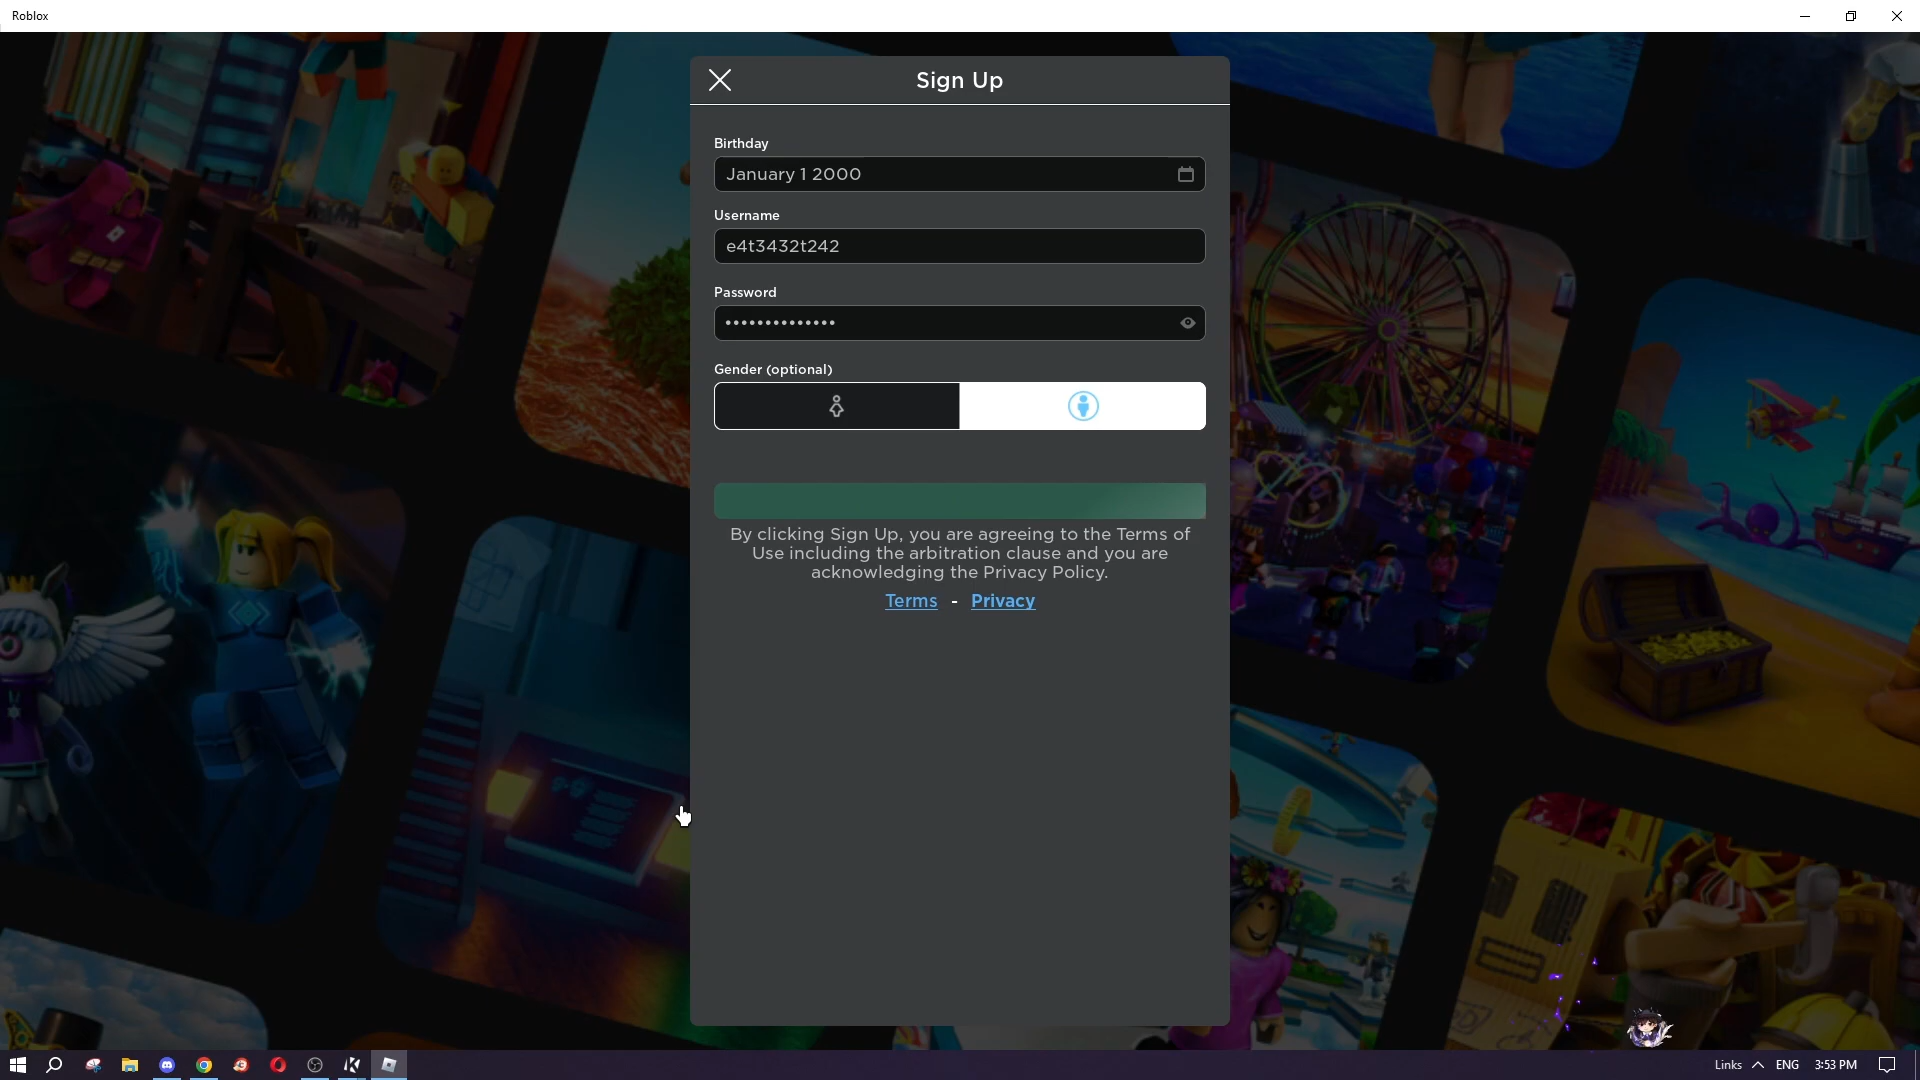 Roblox
Sign Up
Birthday
January 1 2000
Username
e4t3432t242
Password
••••••••••••••
Gender (optional)
By clicking Sign Up, you are agreeing to the Terms of
Use including the arbitration clause and you are
acknowledging the Privacy Policy.
Terms - Privacy
Links ENG 3:53 PM